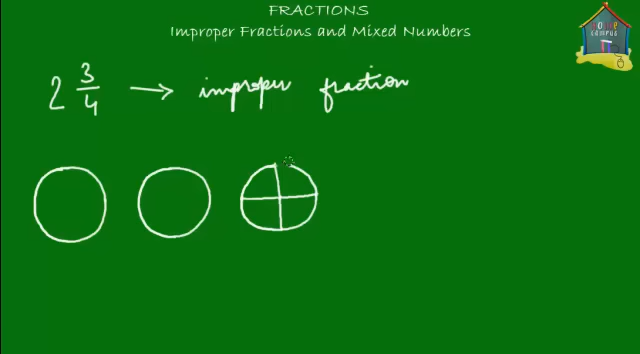 FRACTIONS
Improper Fractions and Mixed Numbers
2 3/4 → improper fraction